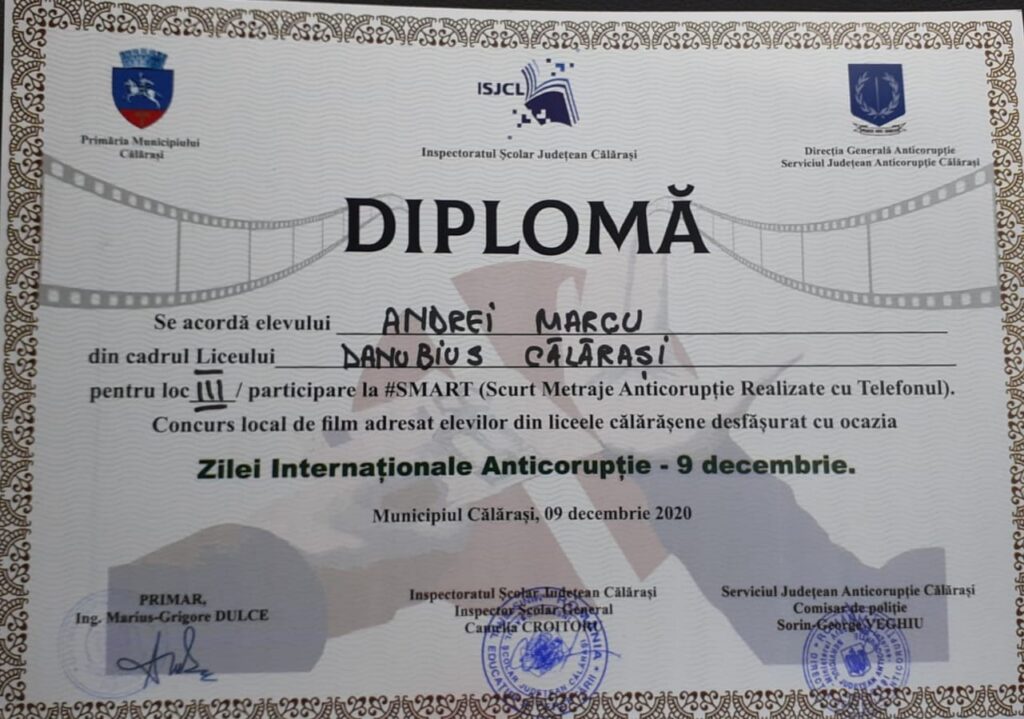 Primăria Municipiului
Călărași
ISJCL
Inspectoratul Școlar Județean Călărași
Direcția Generală Anticorupție
Serviciul Județean Anticorupție Călărași
DIPLOMĂ
Se acordă elevului ANDREI MARCU
din cadrul Liceului DANUBIUS CĂLĂRAȘI
pentru loc III / participare la #SMART (Scurt Metraje Anticorupție Realizate cu Telefonul).
Concurs local de film adresat elevilor din liceele călărășene desfășurat cu ocazia
Zilei Internaționale Anticorupție - 9 decembrie.
Municipiul Călărași, 09 decembrie 2020
PRIMAR,
Ing. Marius-Grigore DULCE
Inspectoratul Școlar Județean Călărași
Inspector Școlar General
Camelia CROITORU
Serviciul Județean Anticorupție Călărași
Comisar de poliție
Sorin-George VEGHIU